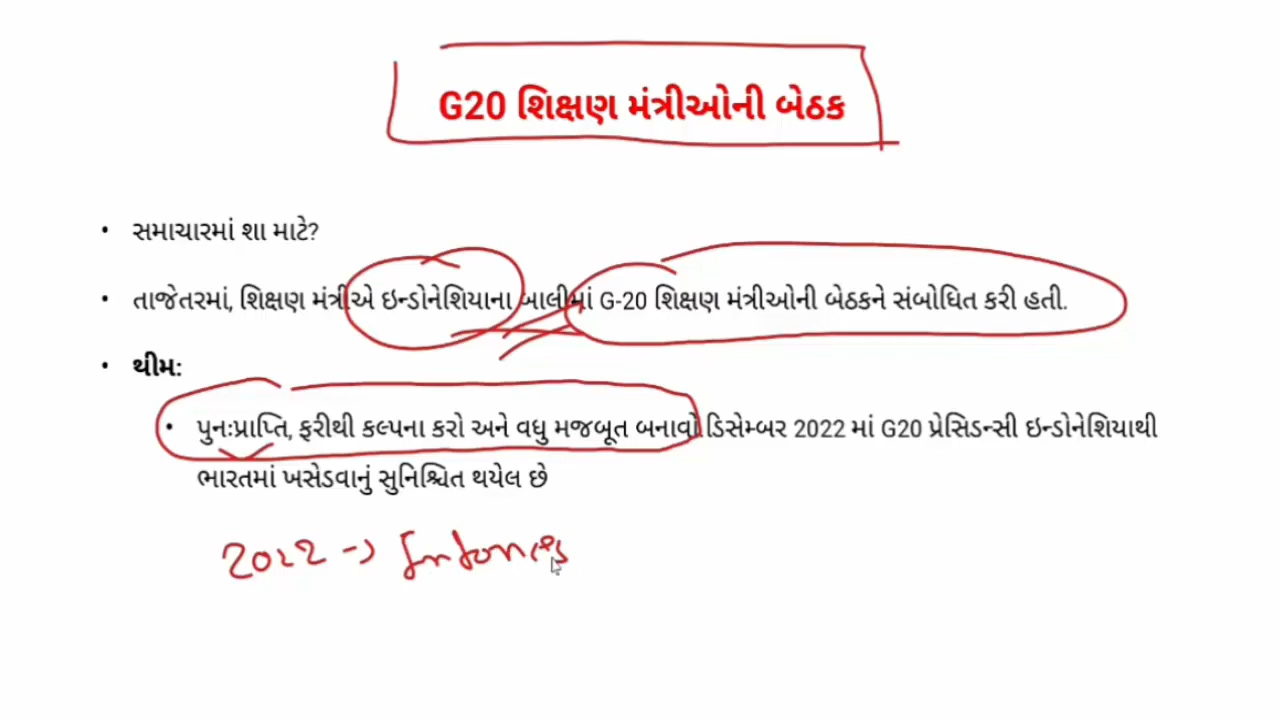 G20 શિક્ષણ મંત્રીઓની બેઠક
• સમાચારમાં શા માટે?
• તાજેતરમાં, શિક્ષણ મંત્રીએ ઇન્ડોનેશિયાના બાલીમાં G-20 શિક્ષણ મંત્રીઓની બેઠકને સંબોધિત કરી હતી.
• થીમ:
• પુનઃપ્રાપ્તિ, ફરીથી કલ્પના કરો અને વધુ મજબૂત બનાવો ડિસેમ્બર 2022 માં G20 પ્રેસિડન્સી ઇન્ડોનેશિયાથી
ભારતમાં ખસેડવાનું સુનિશ્ચિત થયેલ છે
2022 →